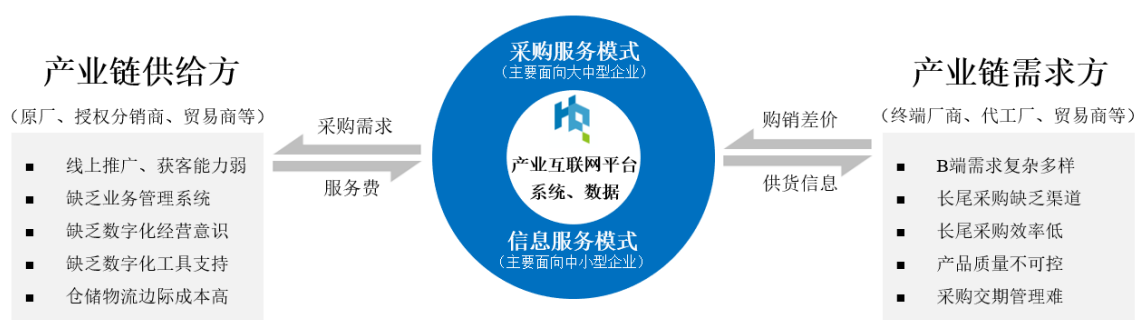 产业链供给方
（原厂、授权分销商、贸易商等）
■ 线上推广、获客能力弱
■ 缺乏业务管理系统
■ 缺乏数字化经营意识
■ 缺乏数字化工具支持
■ 仓储物流边际成本高
采购需求
服务费
采购服务模式
（主要面向大中型企业）
HQ
产业互联网平台
系统、数据
信息服务模式
（主要面向中小型企业）
购销差价
供货信息
产业链需求方
（终端厂商、代工厂、贸易商等）
■ B端需求复杂多样
■ 长尾采购缺乏渠道
■ 长尾采购效率低
■ 产品质量不可控
■ 采购交期管理难